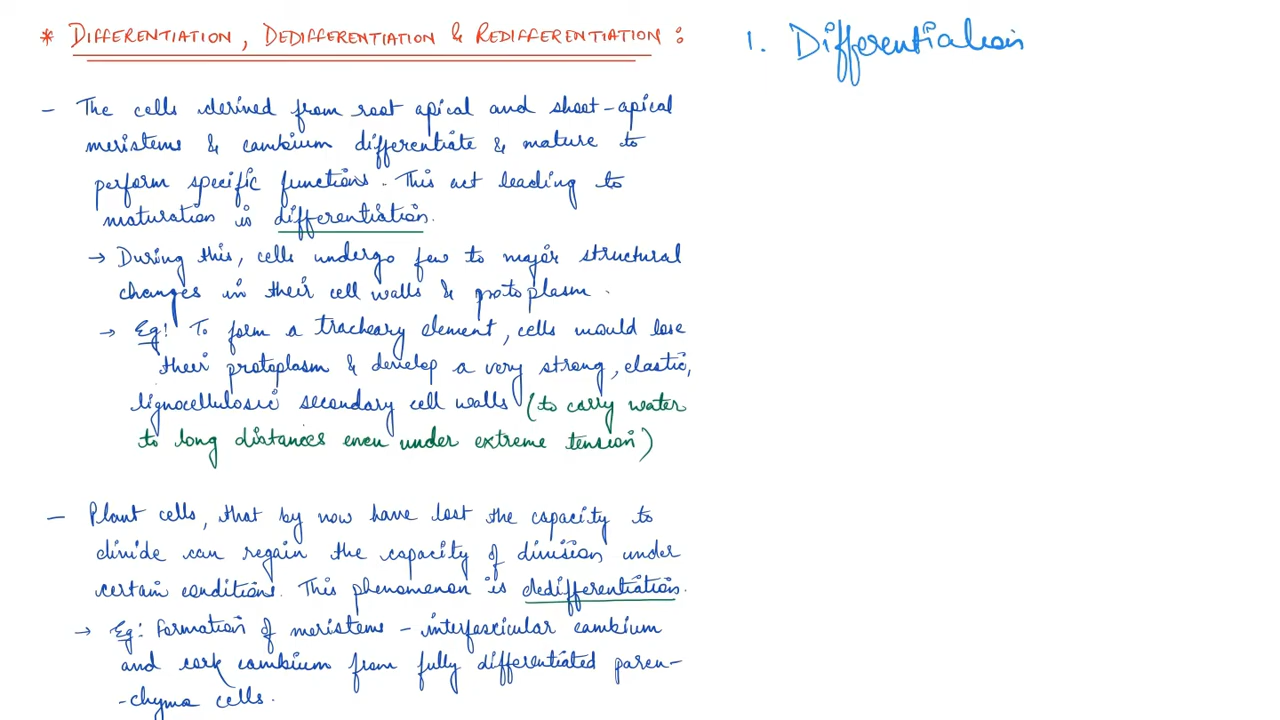 * DIFFERENTIATION, DEDIFFERENTIATION & REDIFFERENTIATION :
- The cells derived from root apical and shoot-apical
meristems & cambium differentiate & mature to
perform specific functions. This act leading to
maturation is differentiation.
→ During this, cells undergo few to major structural
changes in their cell walls & protoplasm.
→ Eg: To form a tracheary element, cells would lose
their protoplasm & develop a very strong, elastic,
lignocellulosic secondary cell walls (to carry water
to long distances even under extreme tension)
- Plant cells, that by now have lost the capacity to
divide can regain the capacity of division under
certain conditions. This phenomenon is dedifferentiation.
→ Eg: Formation of meristems - interfascicular cambium
and cork cambium from fully differentiated paren-
-chyma cells.
1. Differentiation